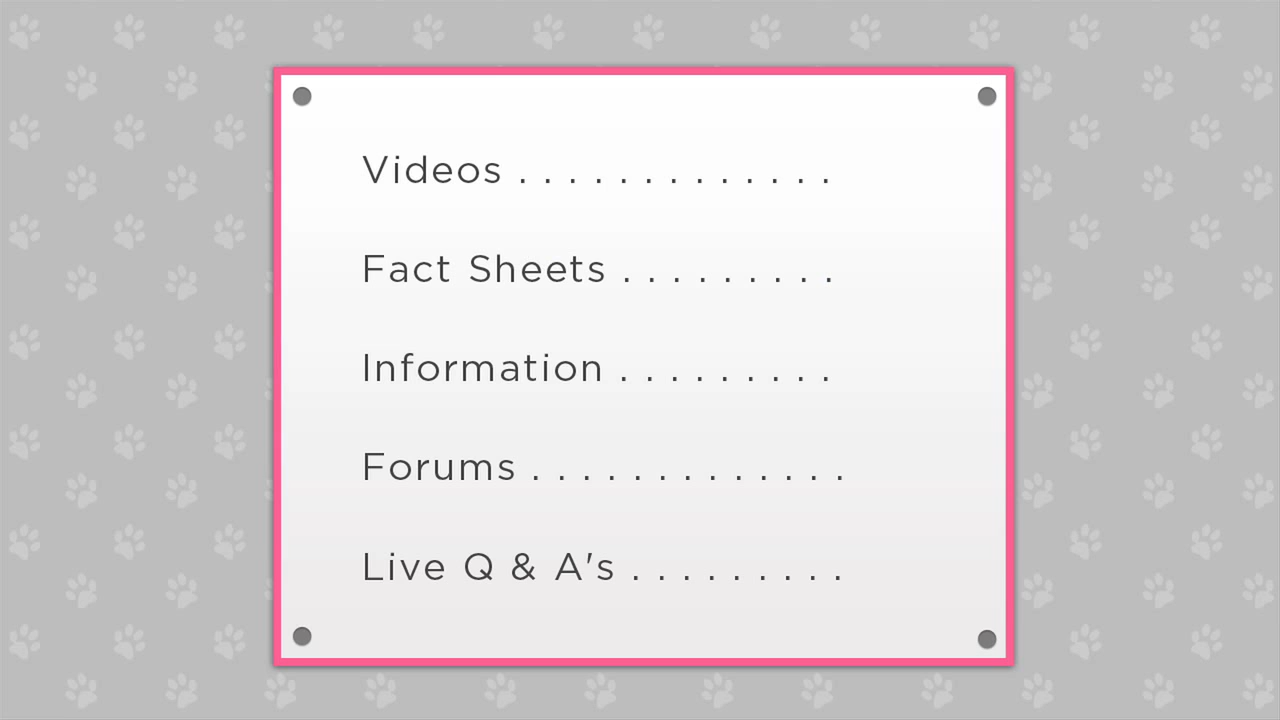 Videos . . . . . . . . . . . . .
Fact Sheets . . . . . . . . .
Information . . . . . . . . .
Forums . . . . . . . . . . . . .
Live Q & A's . . . . . . . . .